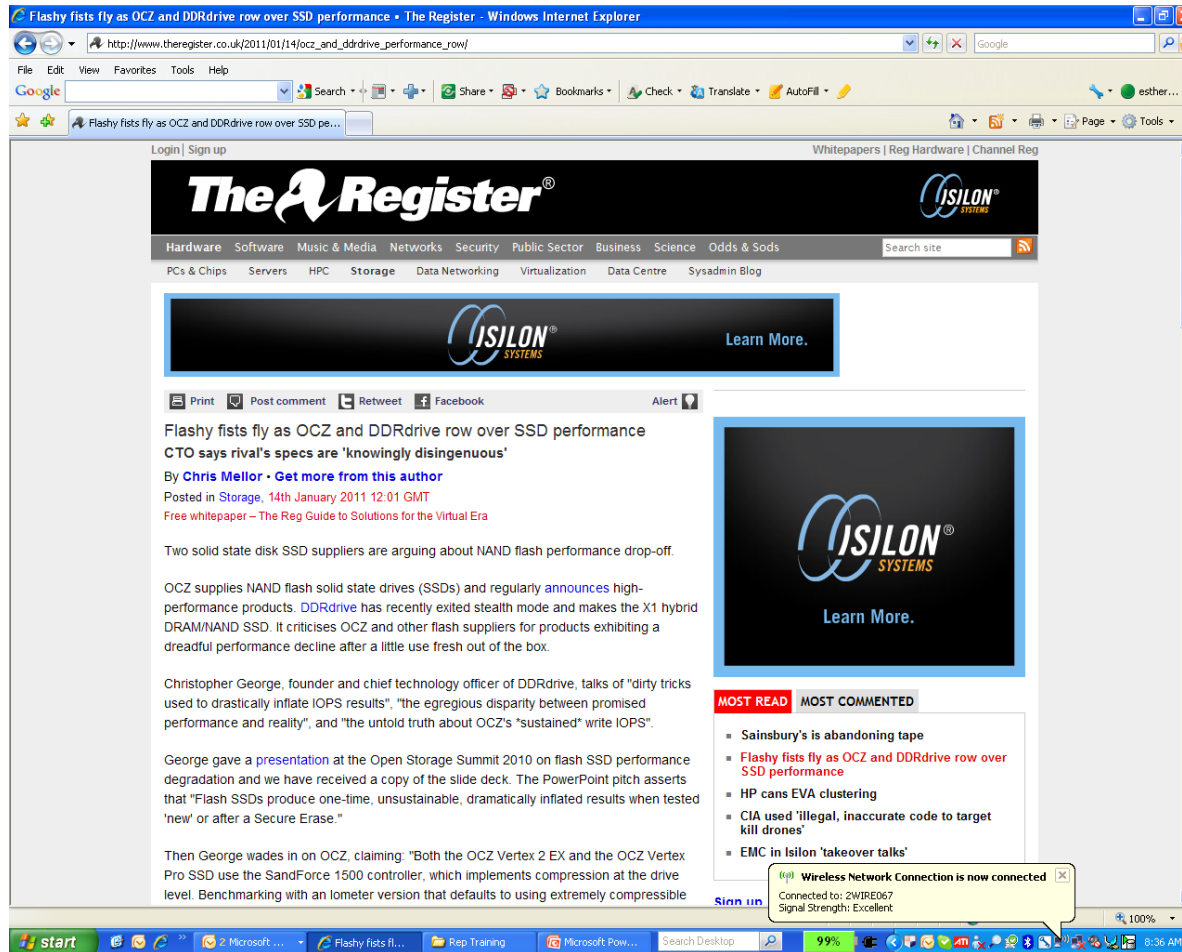 Flashy fists fly as OCZ and DDRdrive row over SSD performance • The Register - Windows Internet Explorer
http://www.theregister.co.uk/2011/01/14/ocz_and_ddrdrive_performance_row/
Google
File Edit View Favorites Tools Help
Google Search Share Bookmarks Check Translate AutoFill esther...
Flashy fists fly as OCZ and DDRdrive row over SSD pe... Page Tools
Login | Sign up Whitepapers | Reg Hardware | Channel Reg
The Register® ISILON® SYSTEMS
Hardware Software Music & Media Networks Security Public Sector Business Science Odds & Sods Search site
PCs & Chips Servers HPC Storage Data Networking Virtualization Data Centre Sysadmin Blog
ISILON® SYSTEMS Learn More.
Print Post comment Retweet Facebook Alert
Flashy fists fly as OCZ and DDRdrive row over SSD performance
CTO says rival's specs are 'knowingly disingenuous'
By Chris Mellor • Get more from this author
Posted in Storage, 14th January 2011 12:01 GMT
Free whitepaper – The Reg Guide to Solutions for the Virtual Era
Two solid state disk SSD suppliers are arguing about NAND flash performance drop-off.
OCZ supplies NAND flash solid state drives (SSDs) and regularly announces high-
performance products. DDRdrive has recently exited stealth mode and makes the X1 hybrid
DRAM/NAND SSD. It criticises OCZ and other flash suppliers for products exhibiting a
dreadful performance decline after a little use fresh out of the box.
Christopher George, founder and chief technology officer of DDRdrive, talks of "dirty tricks
used to drastically inflate IOPS results", "the egregious disparity between promised
performance and reality", and "the untold truth about OCZ's *sustained* write IOPS".
George gave a presentation at the Open Storage Summit 2010 on flash SSD performance
degradation and we have received a copy of the slide deck. The PowerPoint pitch asserts
that "Flash SSDs produce one-time, unsustainable, dramatically inflated results when tested
'new' or after a Secure Erase."
Then George wades in on OCZ, claiming: "Both the OCZ Vertex 2 EX and the OCZ Vertex
Pro SSD use the SandForce 1500 controller, which implements compression at the drive
level. Benchmarking with an Iometer version that defaults to using extremely compressible
ISILON® SYSTEMS
Learn More.
MOST READ MOST COMMENTED
Sainsbury's is abandoning tape
Flashy fists fly as OCZ and DDRdrive row over
SSD performance
HP cans EVA clustering
CIA used 'illegal, inaccurate code to target
kill drones'
EMC in Isilon 'takeover talks'
Sign up
Wireless Network Connection is now connected
Connected to: 2WIRE067
Signal Strength: Excellent
100%
start 2 Microsoft ... Flashy fists fl... Rep Training Microsoft Pow... Search Desktop 99% 8:36 AM